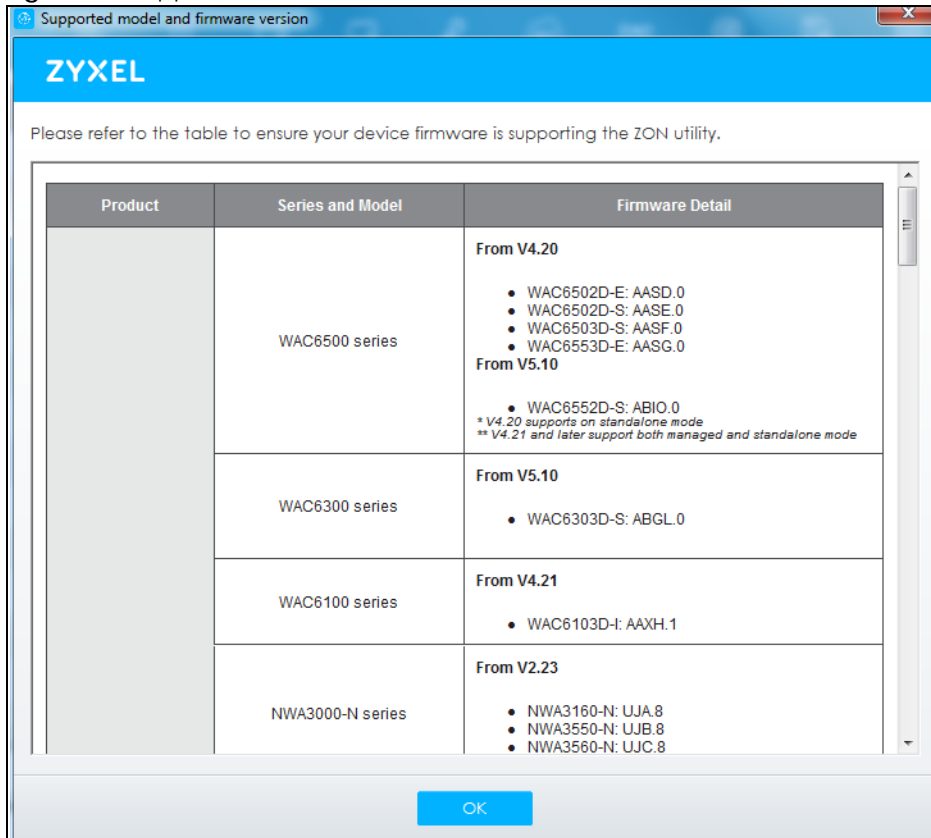 Supported model and firmware version
ZYXEL
Please refer to the table to ensure your device firmware is supporting the ZON utility.
Product Series and Model Firmware Detail
WAC6500 series
From V4.20
● WAC6502D-E: AASD.0
● WAC6502D-S: AASE.0
● WAC6503D-S: AASF.0
● WAC6553D-E: AASG.0
From V5.10
● WAC6552D-S: ABIO.0
* V4.20 supports on standalone mode
** V4.21 and later support both managed and standalone mode
WAC6300 series
From V5.10
● WAC6303D-S: ABGL.0
WAC6100 series
From V4.21
● WAC6103D-I: AAXH.1
NWA3000-N series
From V2.23
● NWA3160-N: UJA.8
● NWA3550-N: UJB.8
● NWA3560-N: UJC.8
OK